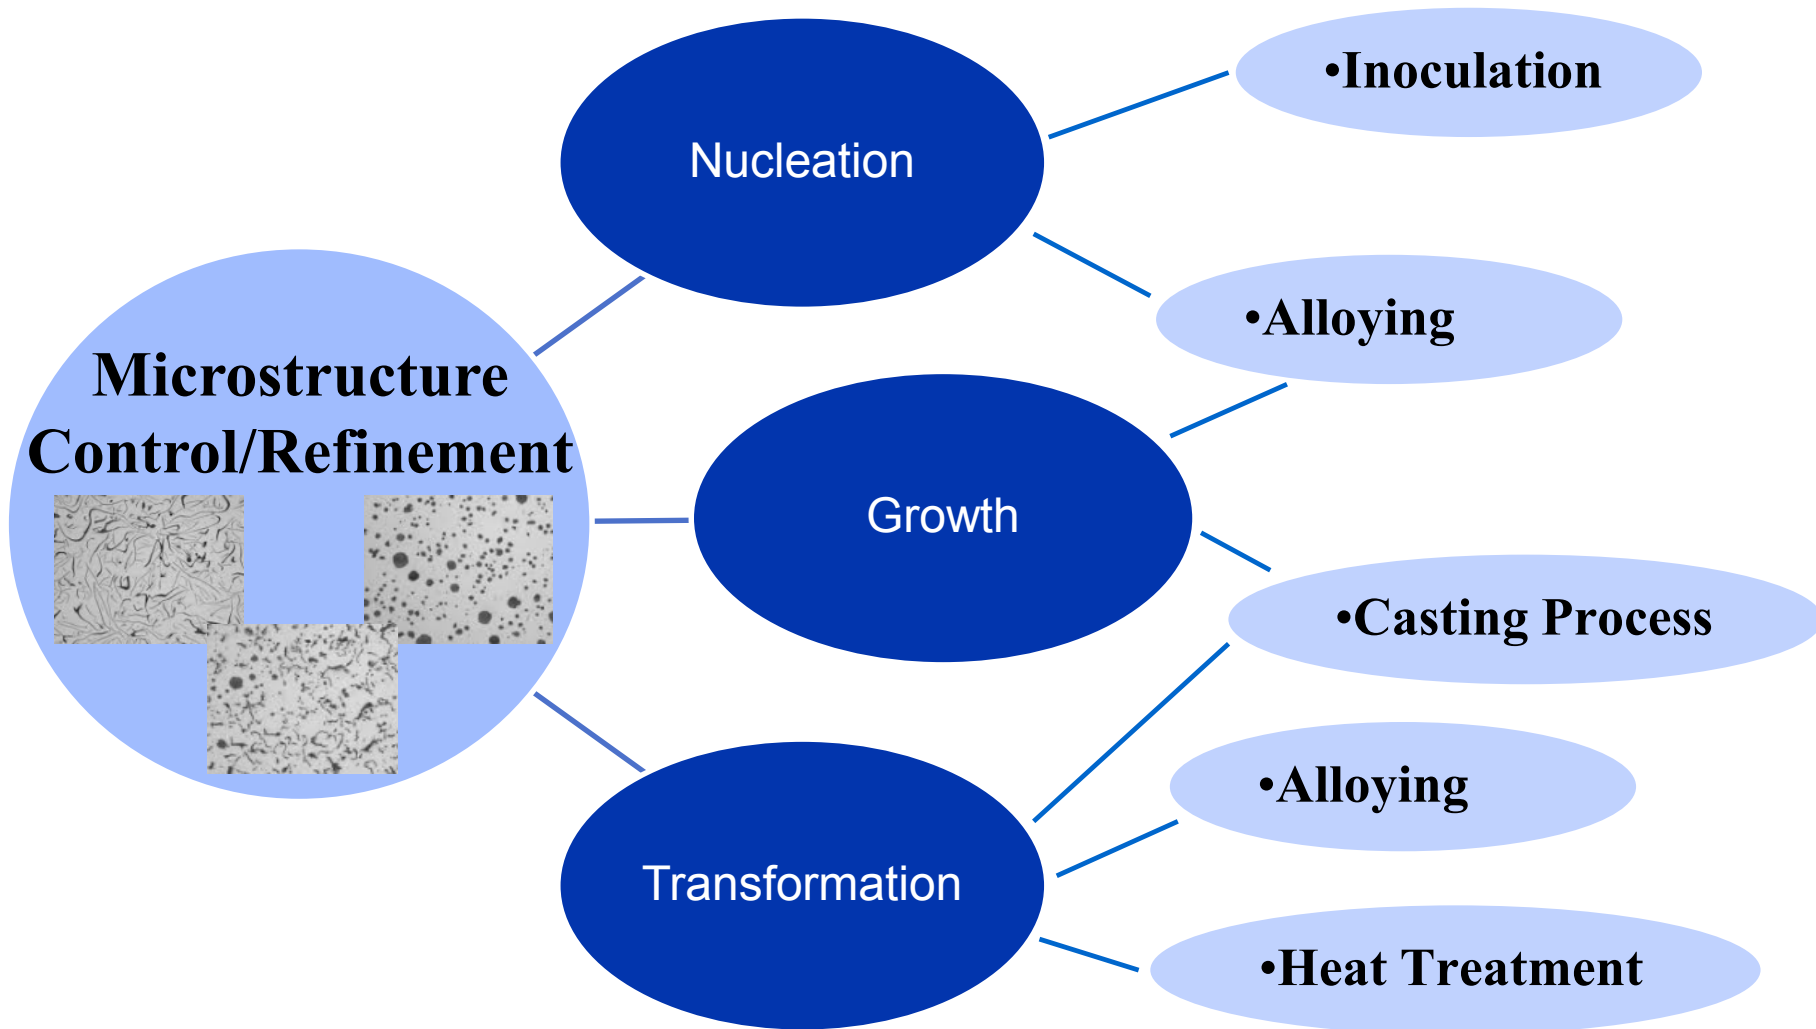 Microstructure
Control/Refinement
Nucleation
Growth
Transformation
•Inoculation
•Alloying
•Casting Process
•Alloying
•Heat Treatment